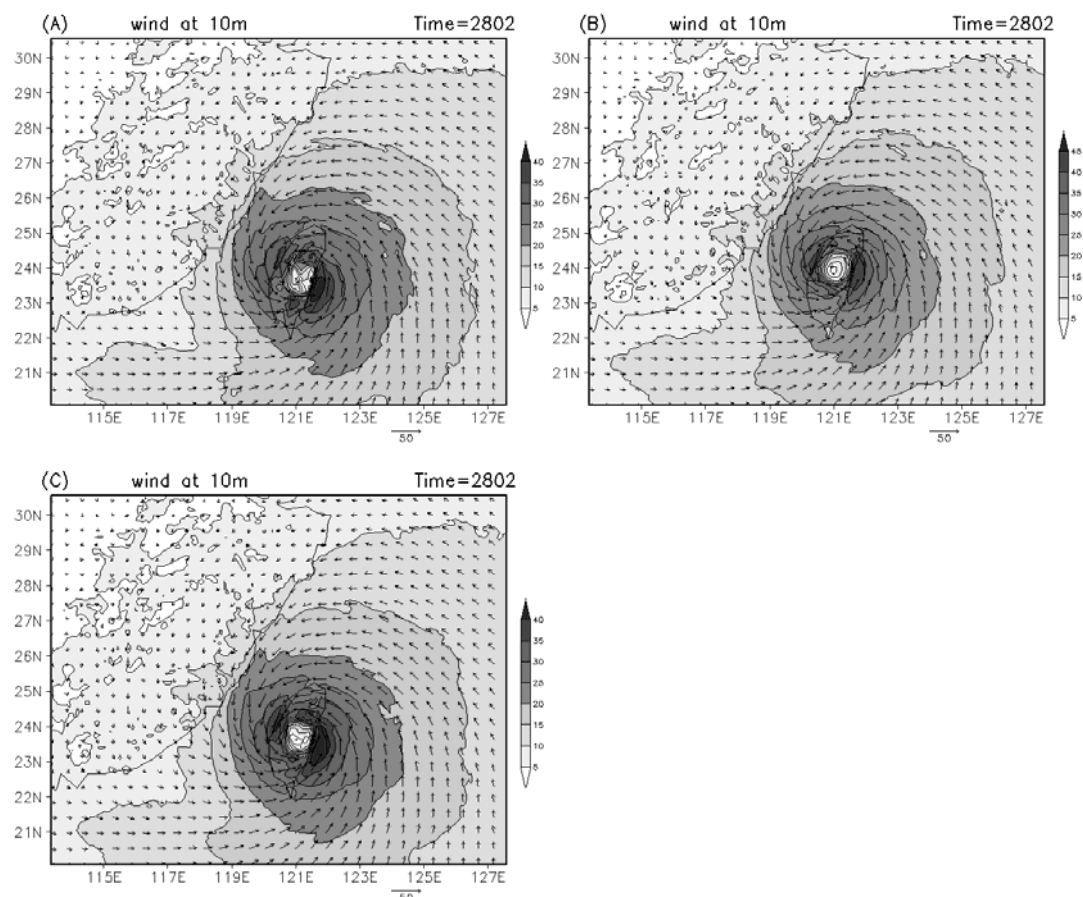 (A) wind at 10m Time=2802
30N
29N
28N
27N
26N
25N
24N
23N
22N
21N
115E 117E 119E 121E 123E 125E 127E
50
40
35
30
25
20
15
10
5
(B) wind at 10m Time=2802
30N
29N
28N
27N
26N
25N
24N
23N
22N
21N
115E 117E 119E 121E 123E 125E 127E
50
45
40
35
30
25
20
15
10
5
(C) wind at 10m Time=2802
30N
29N
28N
27N
26N
25N
24N
23N
22N
21N
115E 117E 119E 121E 123E 125E 127E
50
40
35
30
25
20
15
10
5